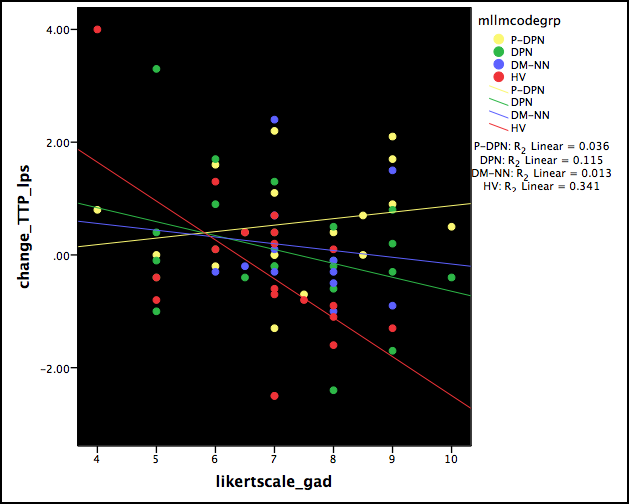 mllmcodegrp
P-DPN
DPN
DM-NN
HV
P-DPN
DPN
DM-NN
HV
P-DPN: R2 Linear = 0.036
DPN: R2 Linear = 0.115
DM-NN: R2 Linear = 0.013
HV: R2 Linear = 0.341
4.00
2.00
.00
-2.00
change_TTP_lps
4 5 6 7 8 9 10
likertscale_gad